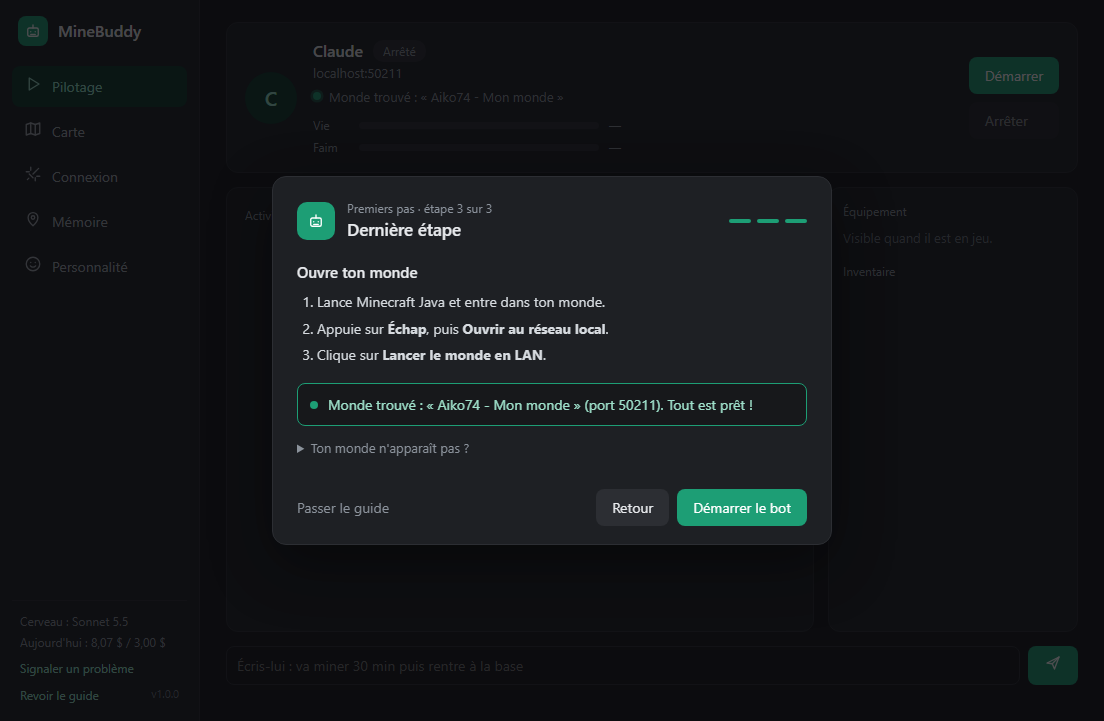 MineBuddy
Pilotage
Carte
Connexion
Mémoire
Personnalité
Claude Arrêté
localhost:50211
Monde trouvé : « Aiko74 - Mon monde »
C
Vie —
Faim —
Démarrer
Arrêter
Activ
Équipement
Visible quand il est en jeu.
Inventaire
Premiers pas · étape 3 sur 3
Dernière étape
Ouvre ton monde
1. Lance Minecraft Java et entre dans ton monde.
2. Appuie sur Échap, puis Ouvrir au réseau local.
3. Clique sur Lancer le monde en LAN.
Monde trouvé : « Aiko74 - Mon monde » (port 50211). Tout est prêt !
Ton monde n'apparaît pas ?
Passer le guide
Retour
Démarrer le bot
Écris-lui : va miner 30 min puis rentre à la base
Cerveau : Sonnet 5.5
Aujourd'hui : 8,07 $ / 3,00 $
Signaler un problème
Revoir le guide v1.0.0